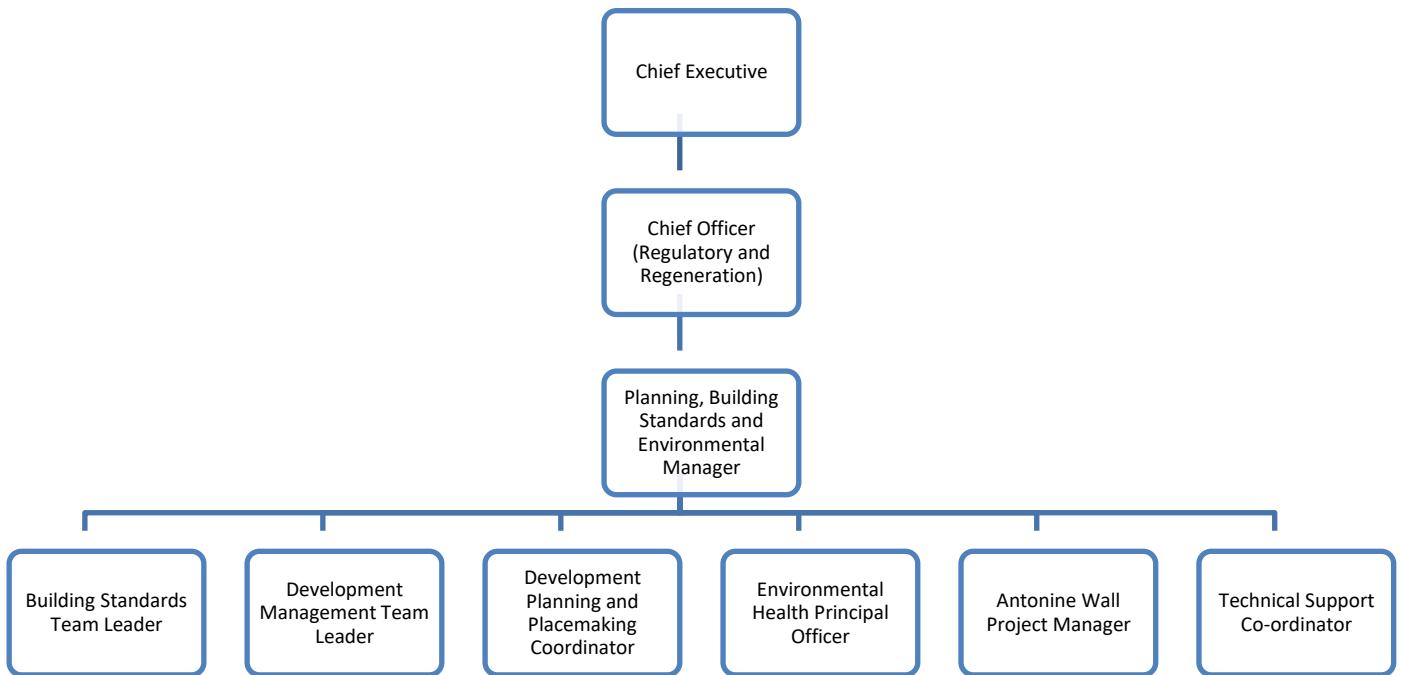 Chief Executive
Chief Officer
(Regulatory and
Regeneration)
Planning, Building
Standards and
Environmental
Manager
Building Standards
Team Leader
Development
Management Team
Leader
Development
Planning and
Placemaking
Coordinator
Environmental
Health Principal
Officer
Antonine Wall
Project Manager
Technical Support
Co-ordinator